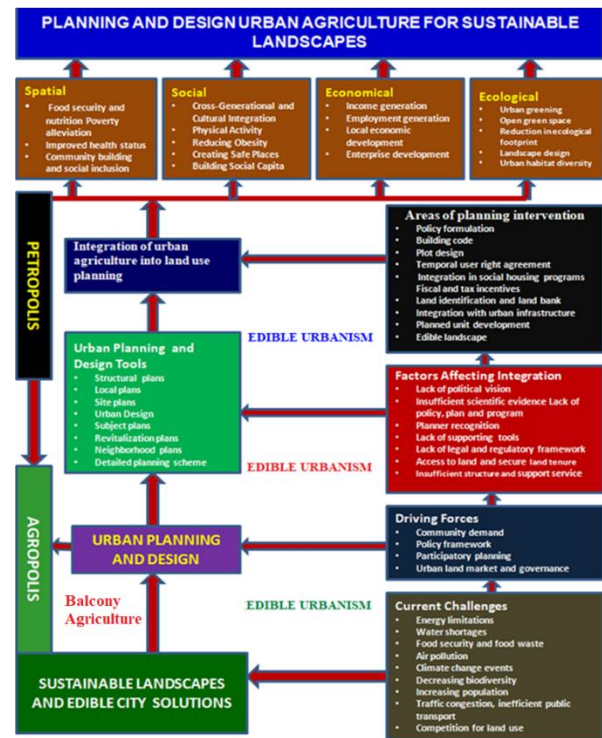 PLANNING AND DESIGN URBAN AGRICULTURE FOR SUSTAINABLE
LANDSCAPES
Spatial
Food security and
nutrition Poverty
alleviation
Improved health status
Community building
and social inclusion
Social
Cross-Generational and
Cultural Integration
Physical Activity
Reducing Obesity
Creating Safe Places
Building Social Capita
Economical
Income generation
Employment generation
Local economic
development
Enterprise development
Ecological
Urban greening
Open green space
Reduction in ecological
footprint
Landscape design
Urban habitat diversity
PETROPOLIS
Integration of urban
agriculture into land use
planning
Areas of planning intervention
Policy formulation
Building code
Plot design
Temporal user right agreement
Integration in social housing programs
Fiscal and tax incentives
Land identification and land bank
Integration with urban infrastructure
Planned unit development
Edible landscape
EDIBLE URBANISM
Urban Planning and
Design Tools
Structural plans
Local plans
Site plans
Urban Design
Subject plans
Revitalization plans
Neighborhood plans
Detailed planning scheme
Factors Affecting Integration
Lack of political vision
Insufficient scientific evidence Lack of
policy, plan and program
Planner recognition
Lack of supporting tools
Lack of legal and regulatory framework
Access to land and secure land tenure
Insufficient structure and support service
EDIBLE URBANISM
AGROPOLIS
URBAN PLANNING
AND DESIGN
Driving Forces
Community demand
Policy framework
Participatory planning
Urban land market and governance
Balcony
Agriculture
EDIBLE URBANISM
Current Challenges
Energy limitations
Water shortages
Food security and food waste
Air pollution
Climate change events
Decreasing biodiversity
Increasing population
Traffic congestion, inefficient public
transport
Competition for land use
SUSTAINABLE LANDSCAPES
AND EDIBLE CITY SOLUTIONS